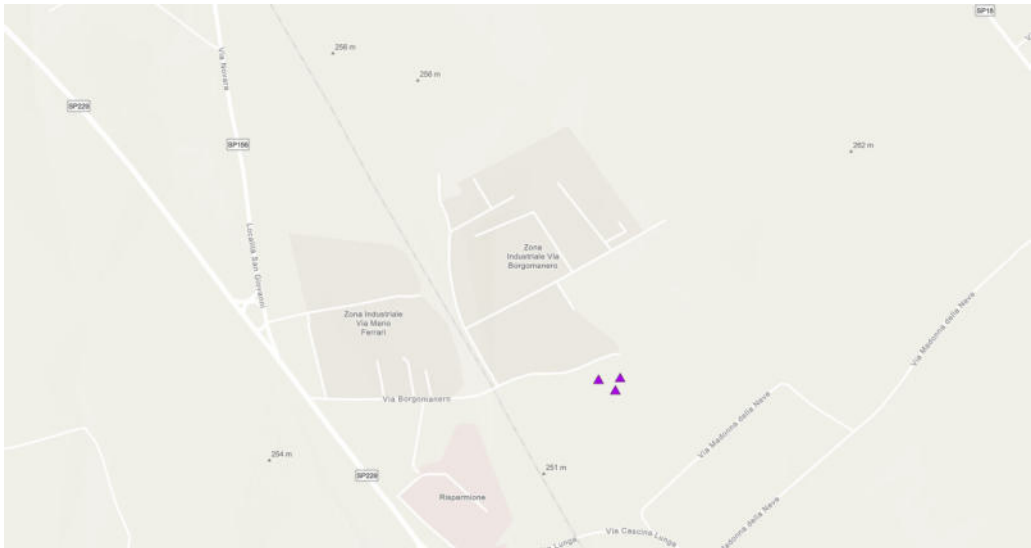 SP16
256 m
Via Novara
256 m
SP229
SP156
262 m
Località San Giovanni
Zona
Industriale Via
Borgomanero
Zona Industriale
Via Mario
Ferrari
Via Madonna della Neve
Via Borgomanero
Via Madonna della Neve
254 m
251 m
SP229
Risparmione
Via Cascina Lunga
Lunga
Madonna della Neve